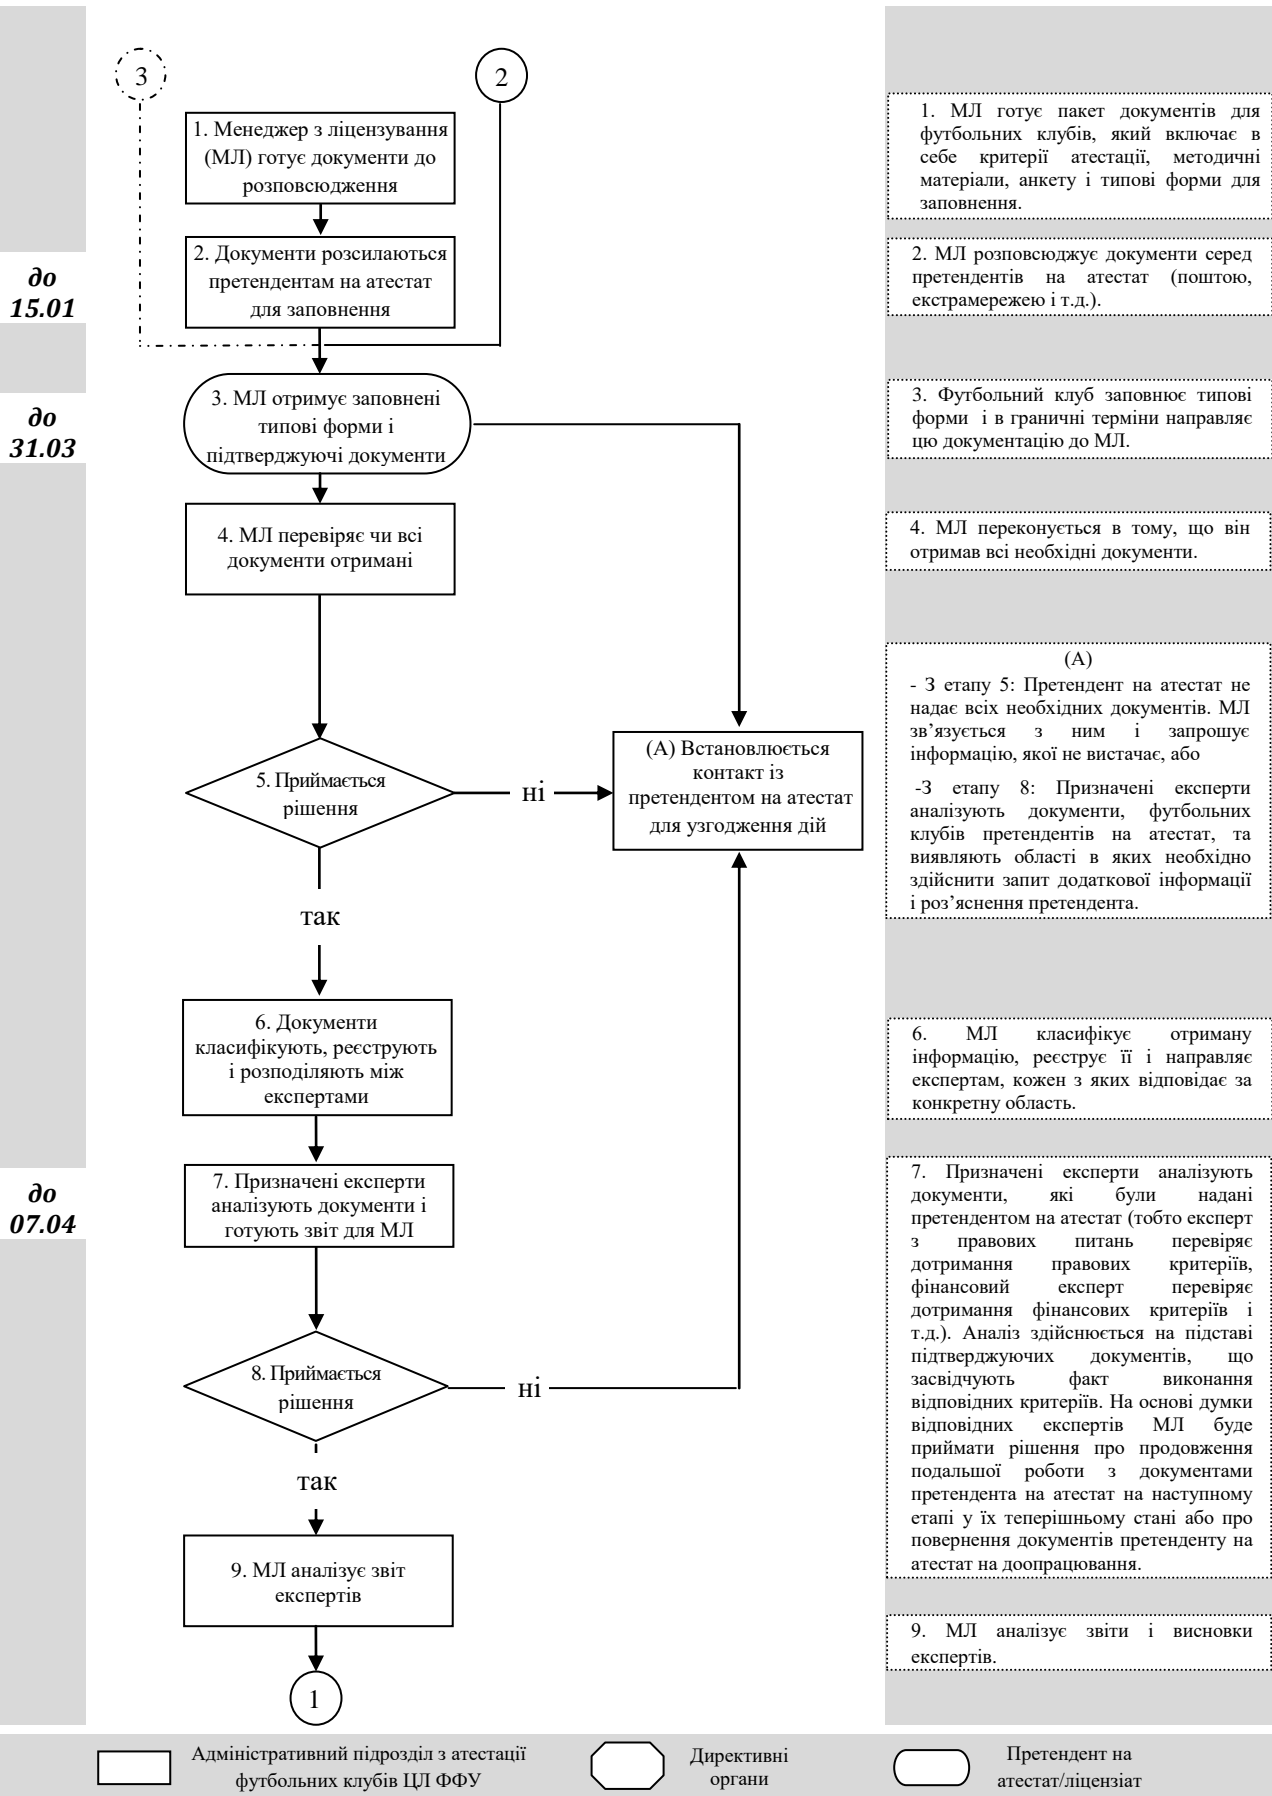 3
2
1. Менеджер з ліцензування
(МЛ) готує документи до
розповсюдження
1. МЛ готує пакет документів для
футбольних клубів, який включає в
себе критерії атестації, методичні
матеріали, анкету і типові форми для
заповнення.
до
15.01
2. Документи розсилаються
претендентам на атестат
для заповнення
2. МЛ розповсюджує документи серед
претендентів на атестат (поштою,
екстрамережею і т.д.).
до
31.03
3. МЛ отримує заповнені
типові форми і
підтверджуючі документи
3. Футбольний клуб заповнює типові
форми і в граничні терміни направляє
цю документацію до МЛ.
4. МЛ перевіряє чи всі
документи отримані
4. МЛ переконується в тому, що він
отримав всі необхідні документи.
5. Приймається
рішення
ні
(А) Встановлюється
контакт із
претендентом на атестат
для узгодження дій
(А)
- З етапу 5: Претендент на атестат не
надає всіх необхідних документів. МЛ
зв’язується з ним і запрошує
інформацію, якої не вистачає, або
-З етапу 8: Призначені експерти
аналізують документи, футбольних
клубів претендентів на атестат, та
виявляють області в яких необхідно
здійснити запит додаткової інформації
і роз’яснення претендента.
так
6. Документи
класифікують, реєструють
і розподіляють між
експертами
6. МЛ класифікує отриману
інформацію, реєструє її і направляє
експертам, кожен з яких відповідає за
конкретну область.
до
07.04
7. Призначені експерти
аналізують документи і
готують звіт для МЛ
7. Призначені експерти аналізують
документи, які були надані
претендентом на атестат (тобто експерт
з правових питань перевіряє
дотримання правових критеріїв,
фінансовий експерт перевіряє
дотримання фінансових критеріїв і
т.д.). Аналіз здійснюється на підставі
підтверджуючих документів, що
засвідчують факт виконання
відповідних критеріїв. На основі думки
відповідних експертів МЛ буде
приймати рішення про продовження
подальшої роботи з документами
претендента на атестат на наступному
етапі у їх теперішньому стані або про
повернення документів претенденту на
атестат на доопрацювання.
8. Приймається
рішення
ні
так
9. МЛ аналізує звіт
експертів
9. МЛ аналізує звіти і висновки
експертів.
1
Адміністративний підрозділ з атестації
футбольних клубів ЦЛ ФФУ
Директивні
органи
Претендент на
атестат/ліцензіат